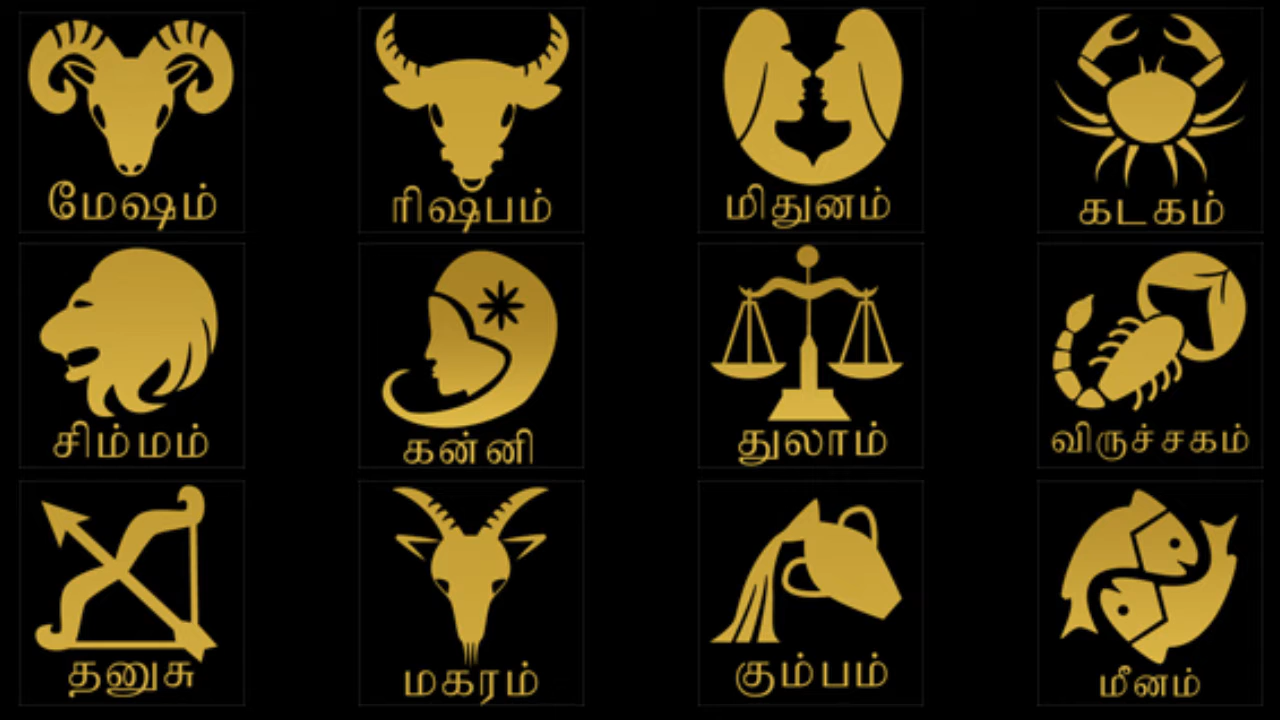 மேஷம்
ரிஷபம்
மிதுனம்
கடகம்
சிம்மம்
கன்னி
துலாம்
விருச்சகம்
தனுசு
மகரம்
கும்பம்
மீனம்